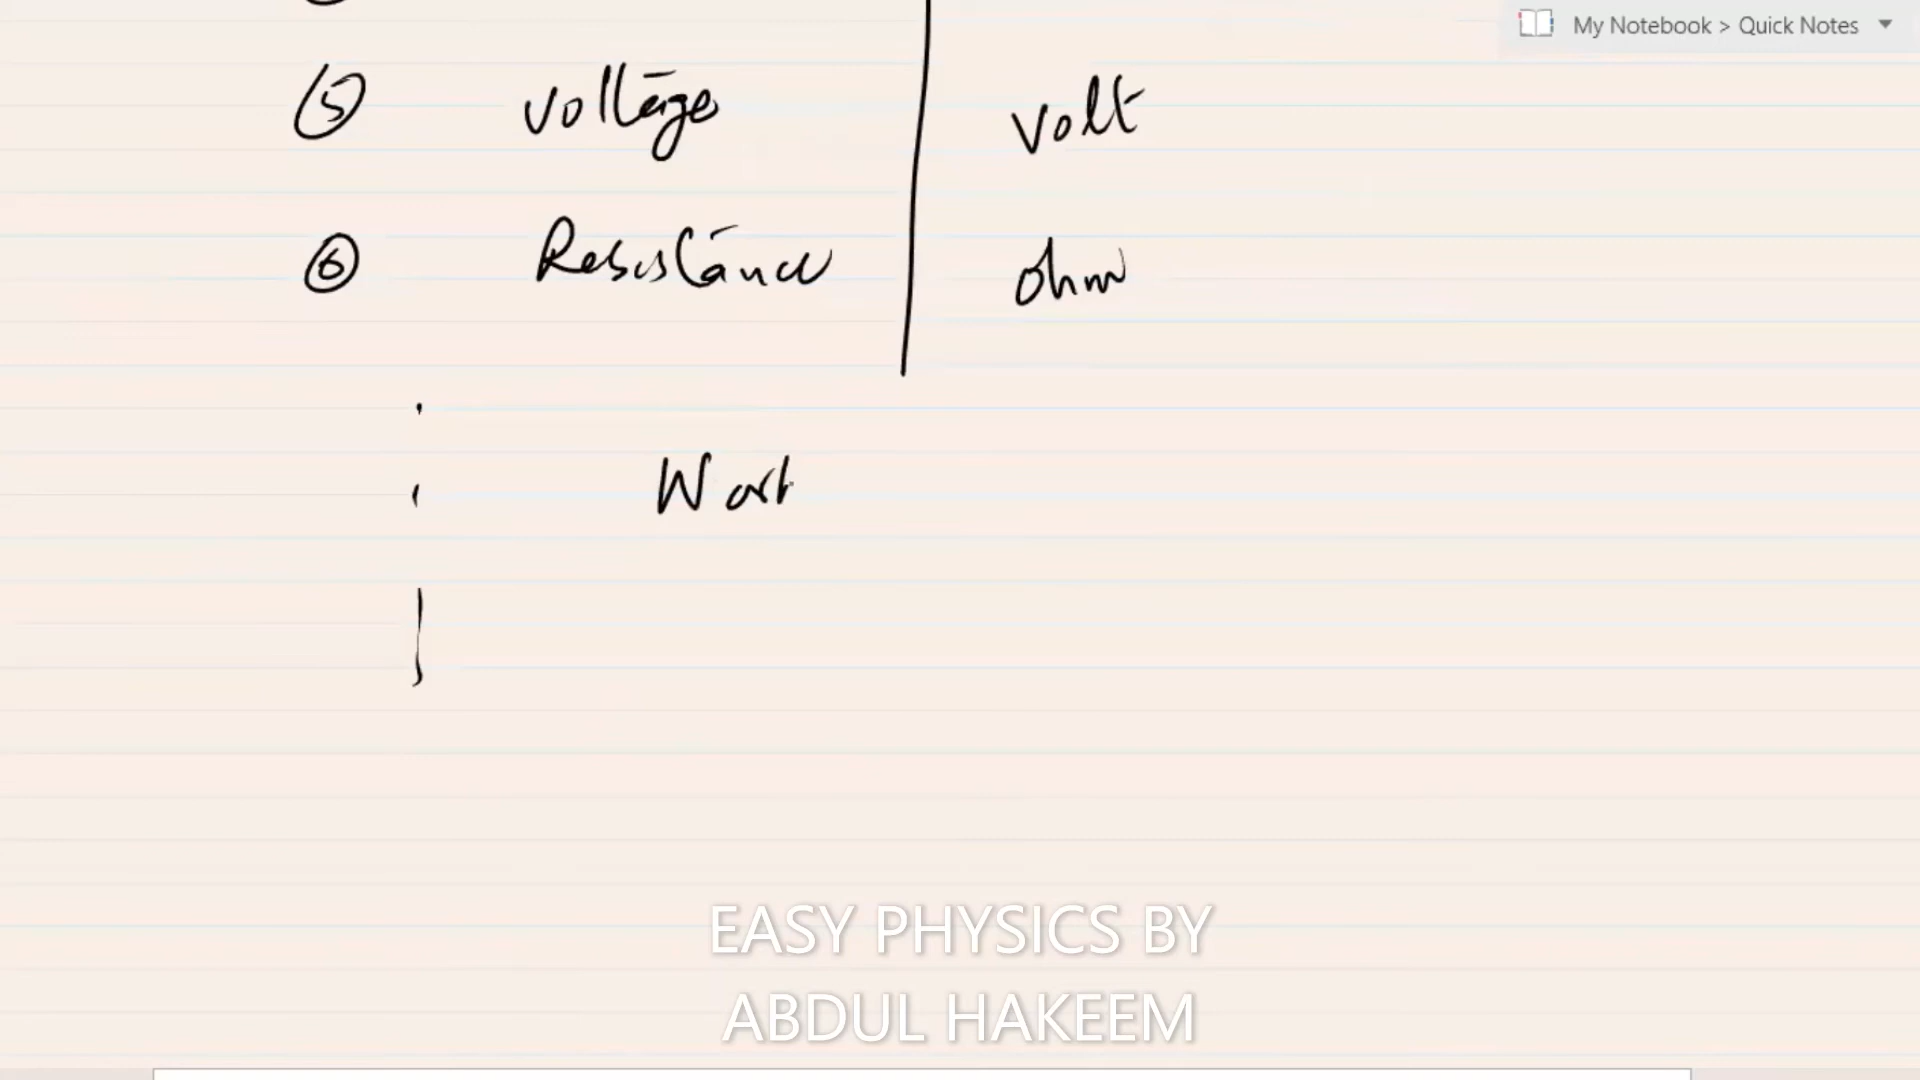 My Notebook > Quick Notes
5 Voltage volt
6 Resistance ohm
Work
EASY PHYSICS BY
ABDUL HAKEEM